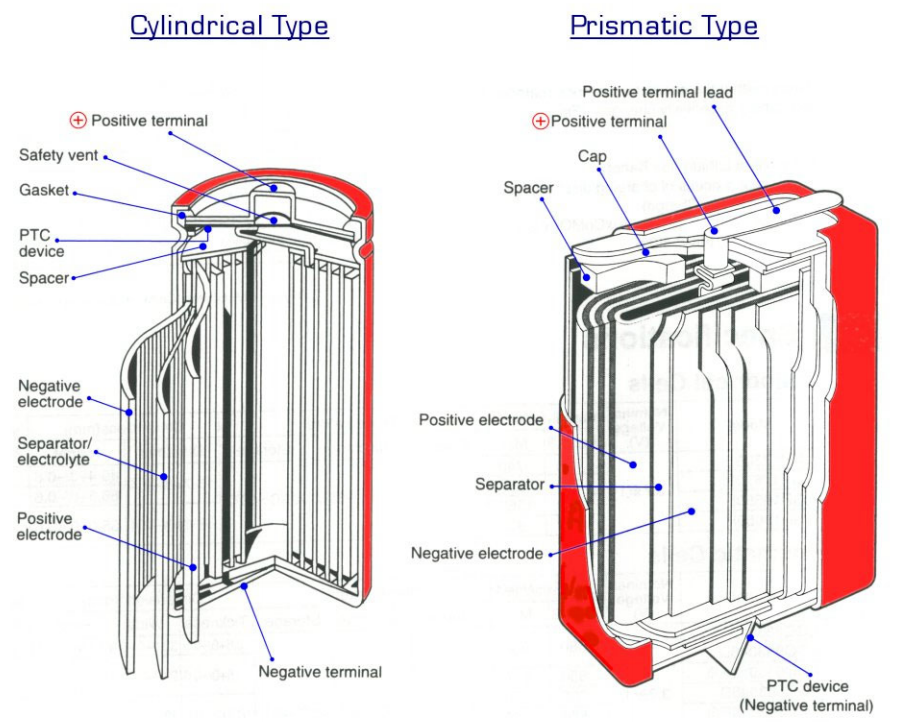 Cylindrical Type
Positive terminal
Safety vent
Gasket
PTC
device
Spacer
Negative
electrode
Separator/
electrolyte
Positive
electrode
Negative terminal
Prismatic Type
Positive terminal lead
Positive terminal
Cap
Spacer
Positive electrode
Separator
Negative electrode
PTC device
(Negative terminal)